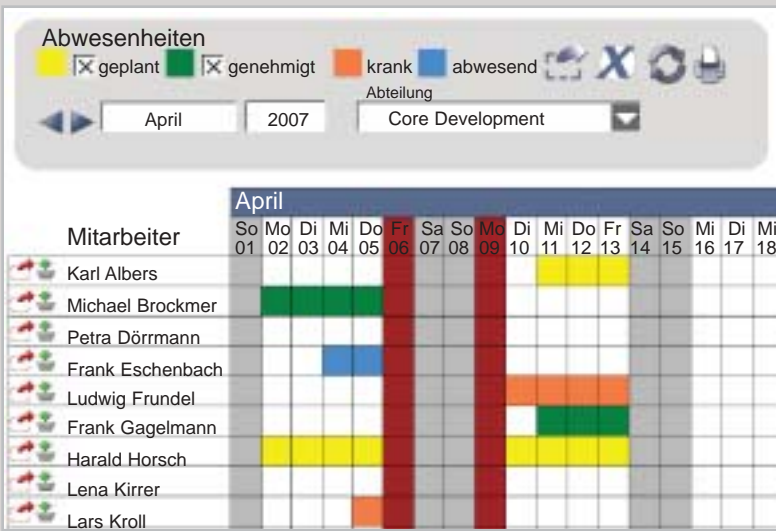 Abwesenheiten
geplant genehmigt krank abwesend
Abteilung
April 2007 Core Development
April
So Mo Di Mi Do Fr Sa So Mo Di Mi Do Fr Sa So Mi Di Mi
Mitarbeiter 01 02 03 04 05 06 07 08 09 10 11 12 13 14 15 16 17 18
Karl Albers
Michael Brockmer
Petra Dörrmann
Frank Eschenbach
Ludwig Frundel
Frank Gagelmann
Harald Horsch
Lena Kirrer
Lars Kroll